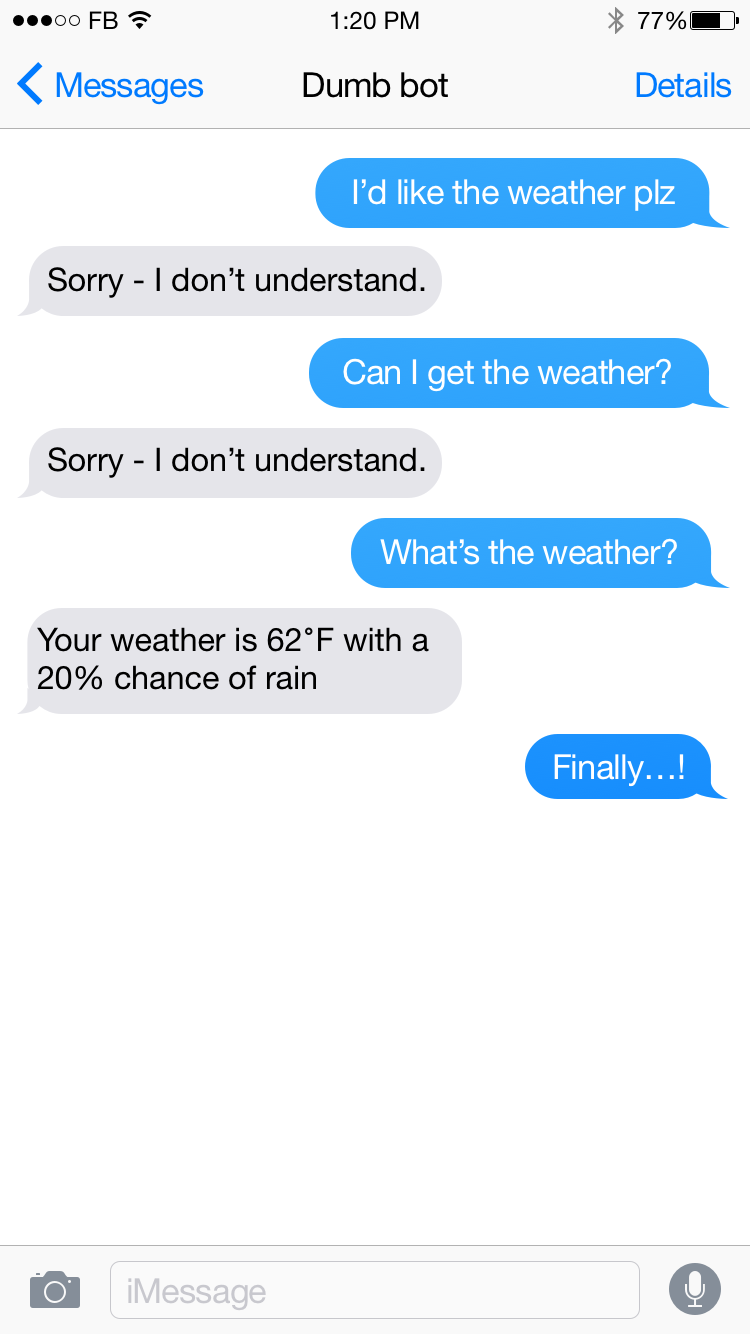 FB 1:20 PM 77%
Messages Dumb bot Details
I’d like the weather plz
Sorry - I don’t understand.
Can I get the weather?
Sorry - I don’t understand.
What’s the weather?
Your weather is 62°F with a
20% chance of rain
Finally…!
iMessage